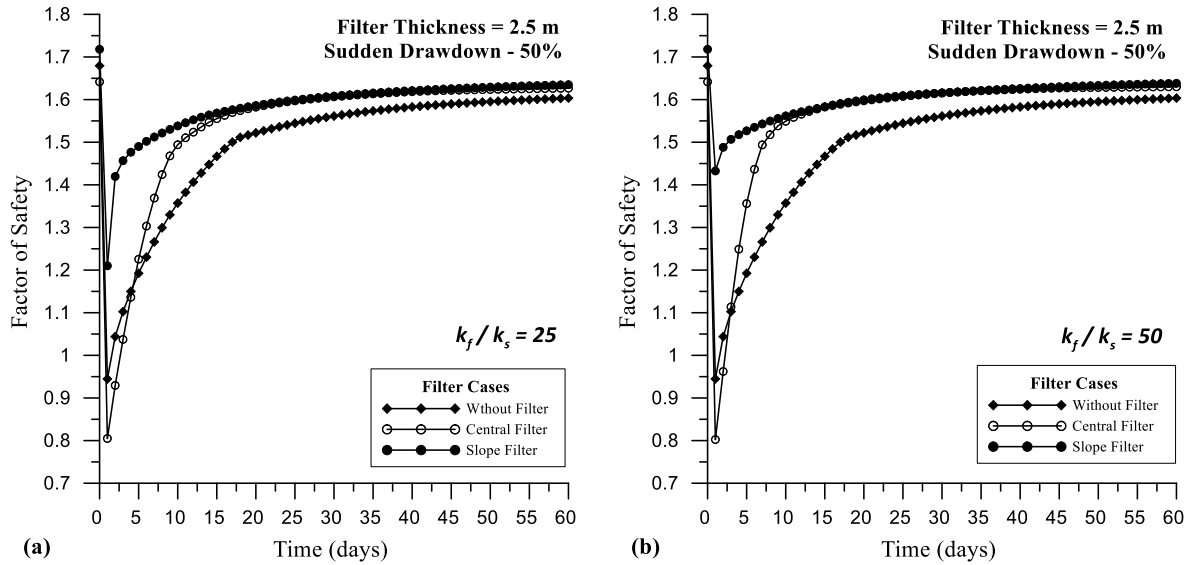 Filter Thickness = 2.5 m
Sudden Drawdown - 50%
1.8
1.7
1.6
1.5
1.4
1.3
1.2
1.1
1
0.9
0.8
0.7
Factor of Safety
k_f / k_s = 25
Filter Cases
Wthout Filter
Central Filter
Slope Filter
0 5 10 15 20 25 30 35 40 45 50 55 60
Time (days)
(a)
Filter Thickness = 2.5 m
Sudden Drawdown - 50%
1.8
1.7
1.6
1.5
1.4
1.3
1.2
1.1
1
0.9
0.8
0.7
Factor of Safety
k_f / k_s = 50
Filter Cases
Without Filter
Central Filter
Slope Filter
0 5 10 15 20 25 30 35 40 45 50 55 60
Time (days)
(b)